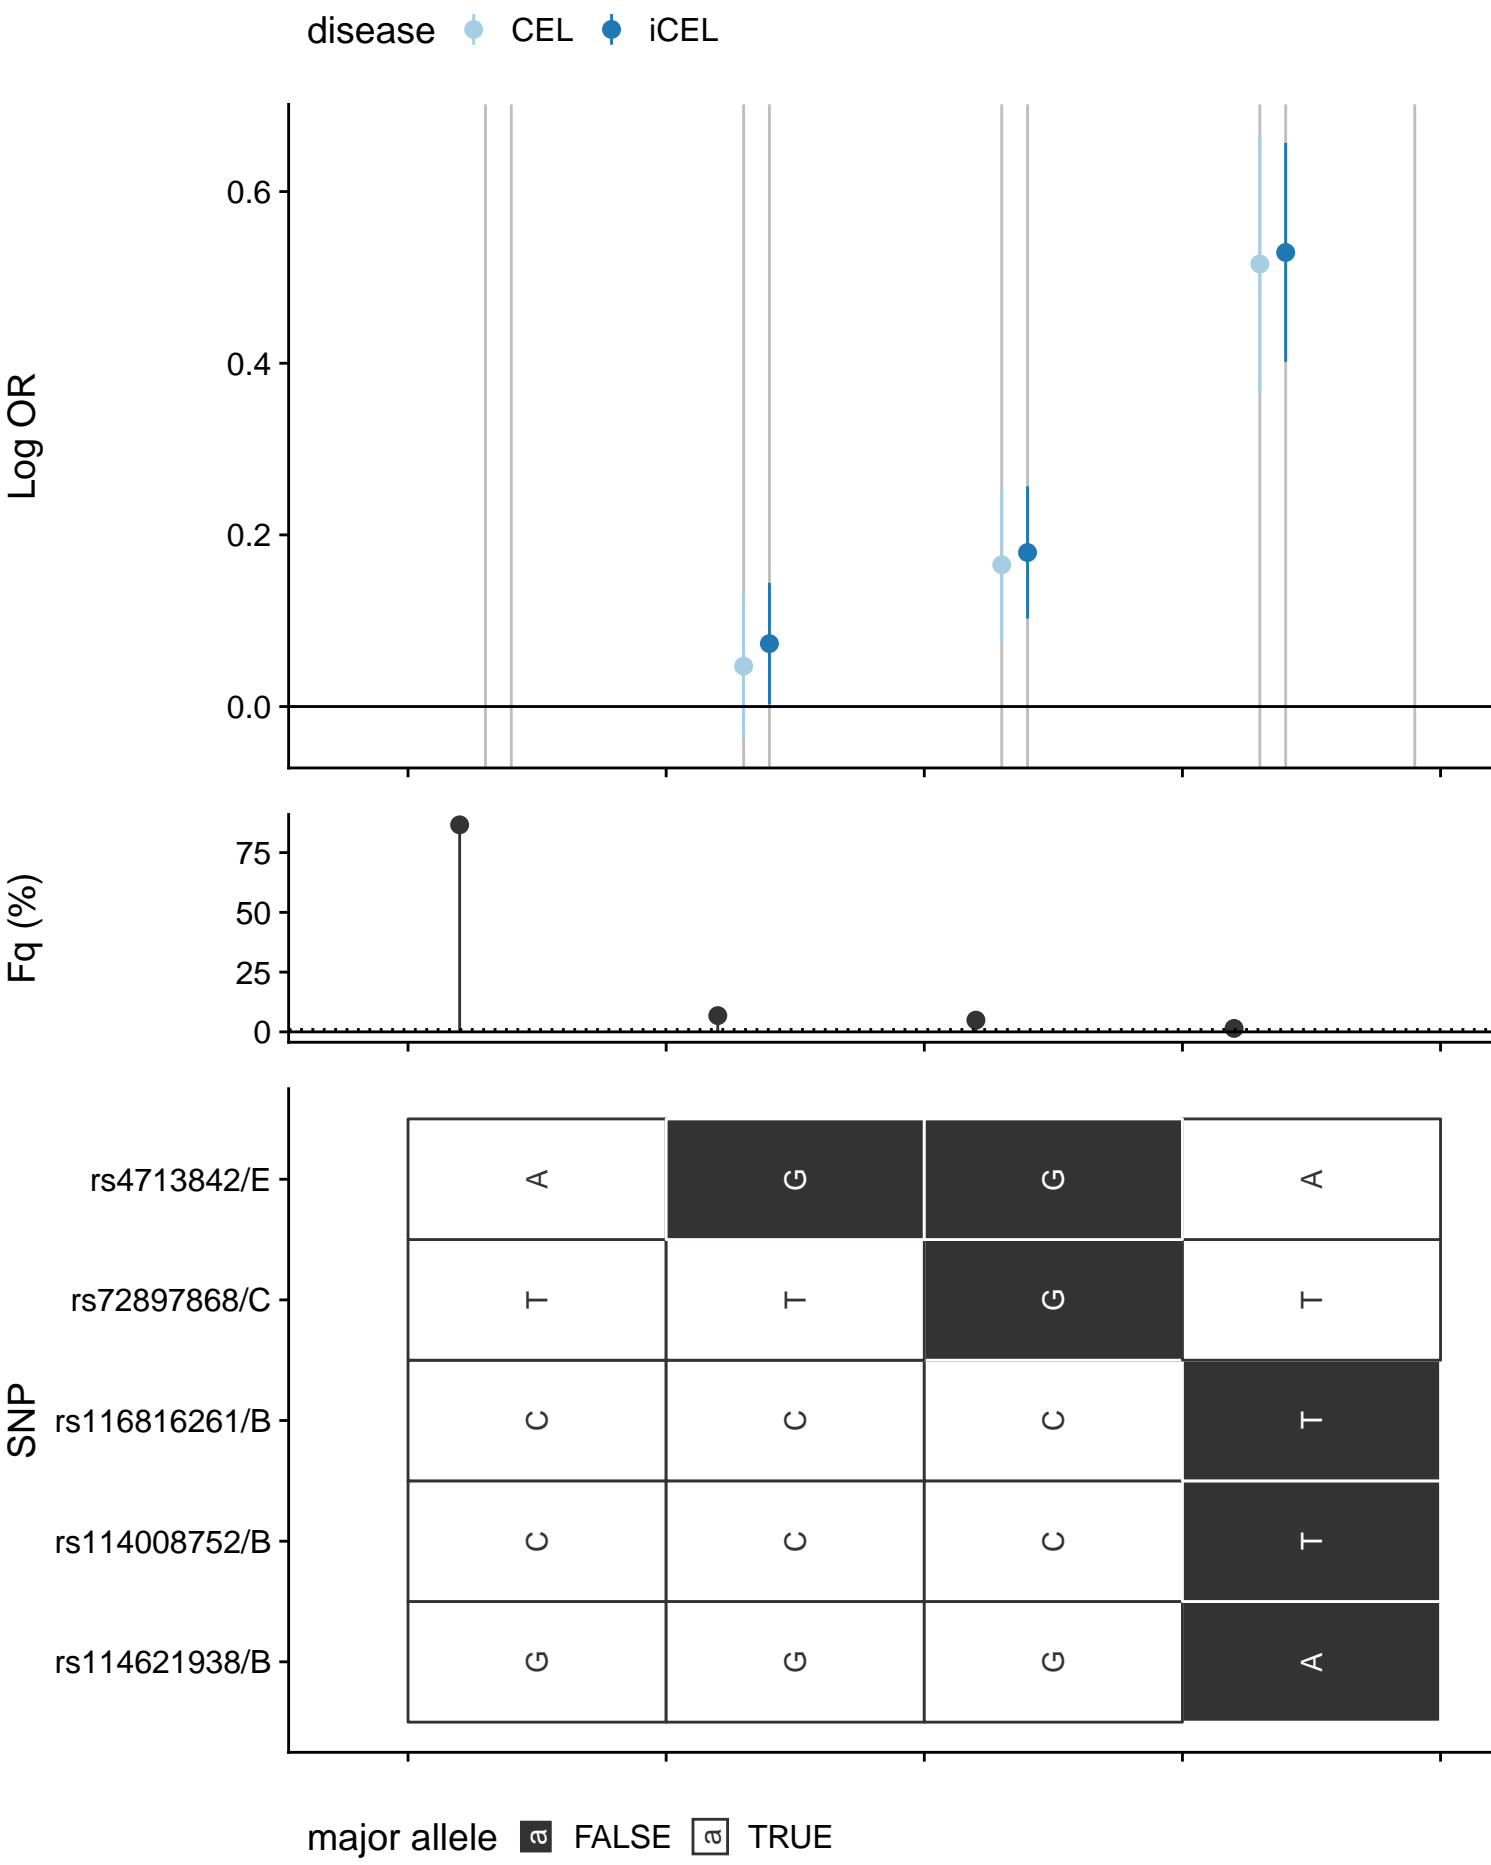 disease CEL iCEL
Log OR
0.6
0.4
0.2
0.0
Fq (%)
75
50
25
0
SNP
rs4713842/E A G G A
rs72897868/C T T G T
rs116816261/B C C C T
rs114008752/B C C C T
rs114621938/B G G G A
major allele a FALSE a TRUE